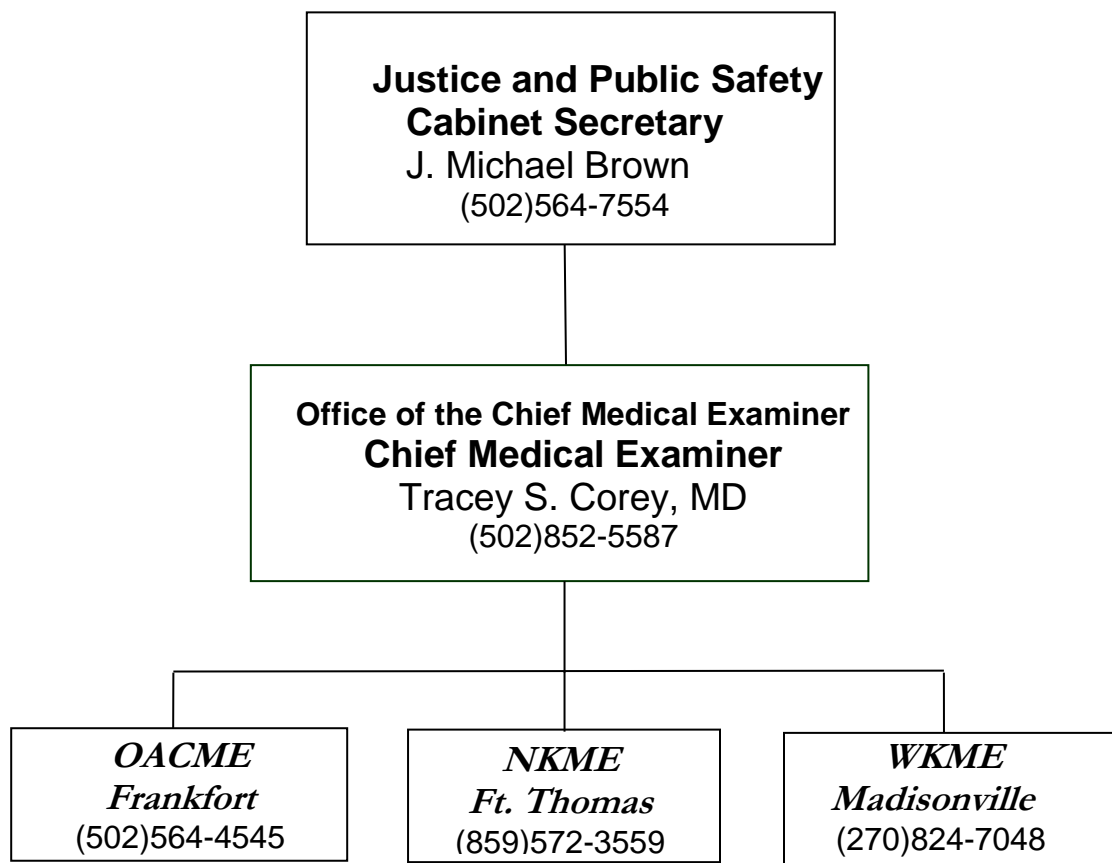 Justice and Public Safety
Cabinet Secretary
J. Michael Brown
(502)564-7554
Office of the Chief Medical Examiner
Chief Medical Examiner
Tracey S. Corey, MD
(502)852-5587
OACME
Frankfort
(502)564-4545
NKME
Ft. Thomas
(859)572-3559
WKME
Madisonville
(270)824-7048